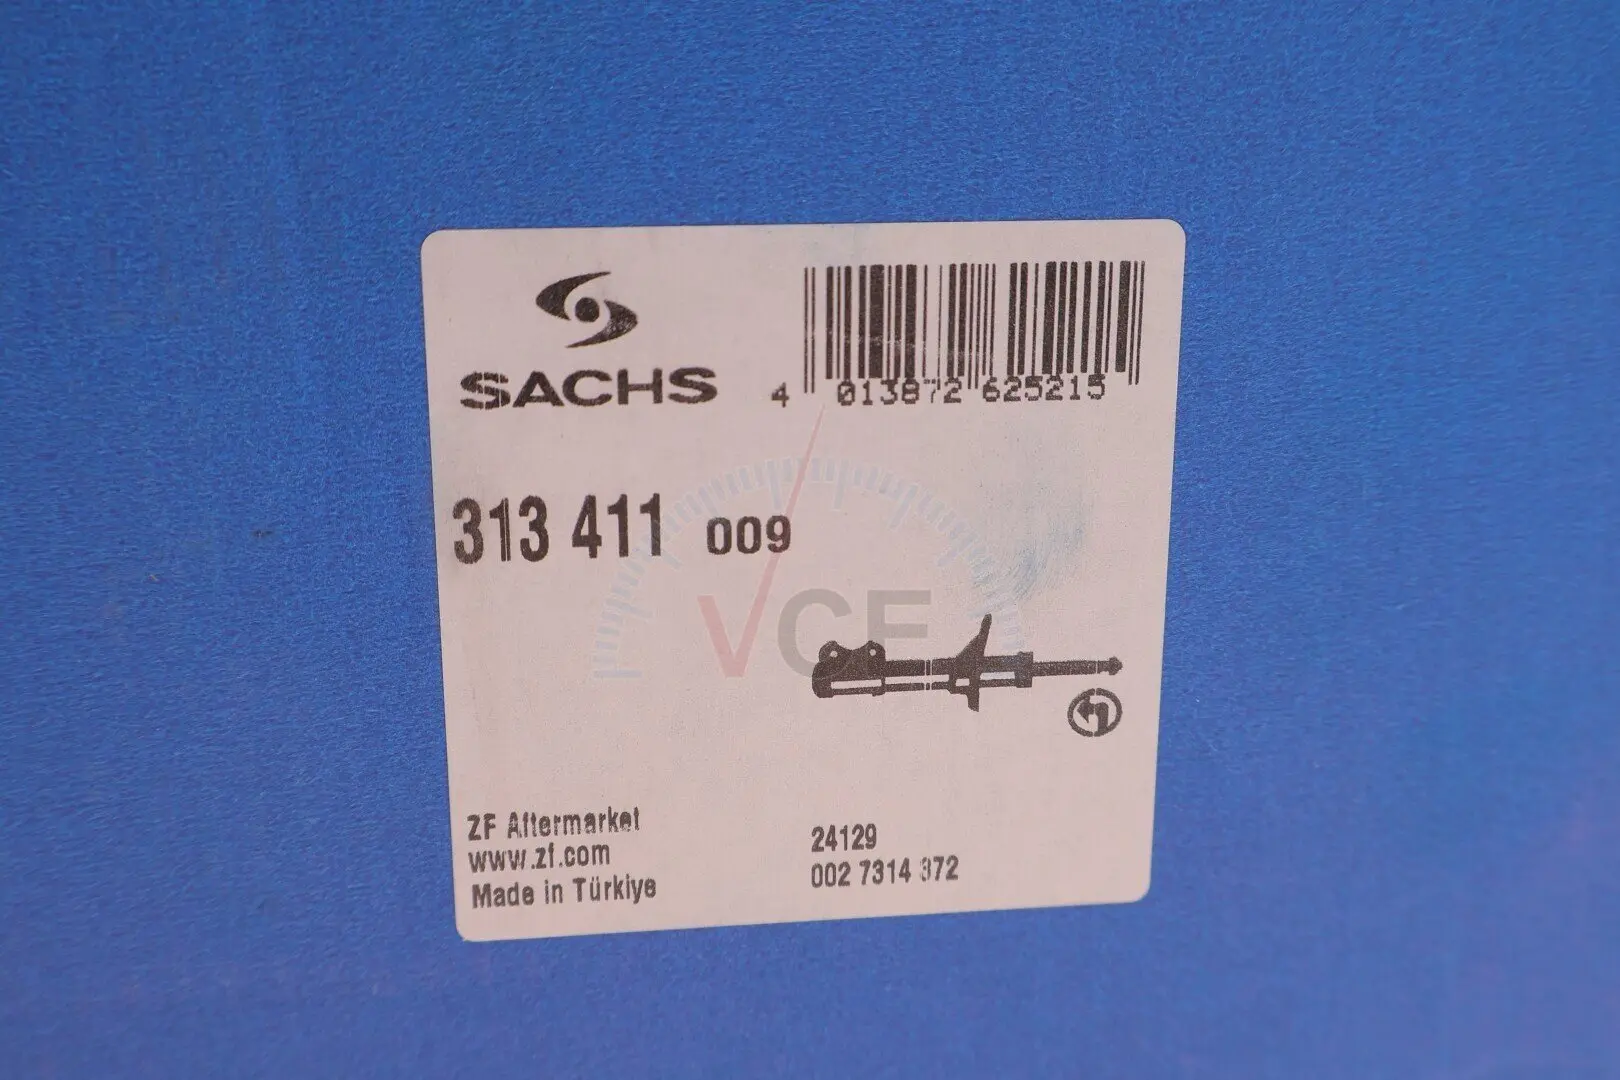 SACHS
4 013872 625215
313 411 009
VCF
ZF Aftermarket
www.zf.com
Made in Türkiye
24129
002 7314 372